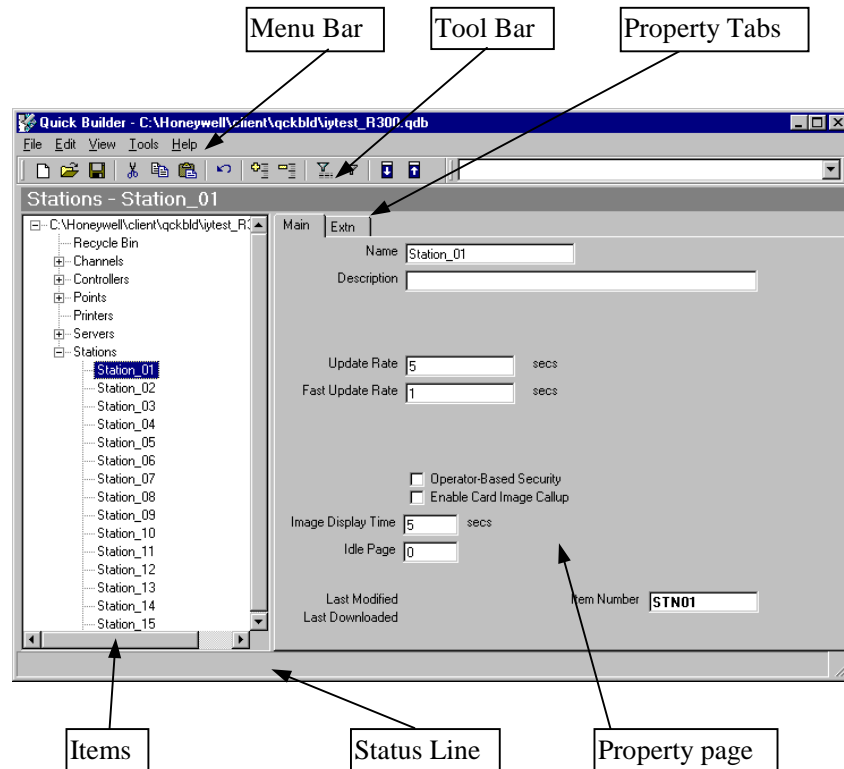 Menu Bar
Tool Bar
Property Tabs
Quick Builder - C:\Honeywell\client\qckbld\iytest_R300.qdb
File Edit View Tools Help
Stations - Station_01
C:\Honeywell\client\qckbld\iytest_R3
Recycle Bin
Channels
Controllers
Points
Printers
Servers
Stations
Station_01
Station_02
Station_03
Station_04
Station_05
Station_06
Station_07
Station_08
Station_09
Station_10
Station_11
Station_12
Station_13
Station_14
Station_15
Main Extn
Name Station_01
Description
Update Rate 5 secs
Fast Update Rate 1 secs
Operator-Based Security
Enable Card Image Callup
Image Display Time 5 secs
Idle Page 0
Last Modified
Item Number STN01
Last Downloaded
Items
Status Line
Property page